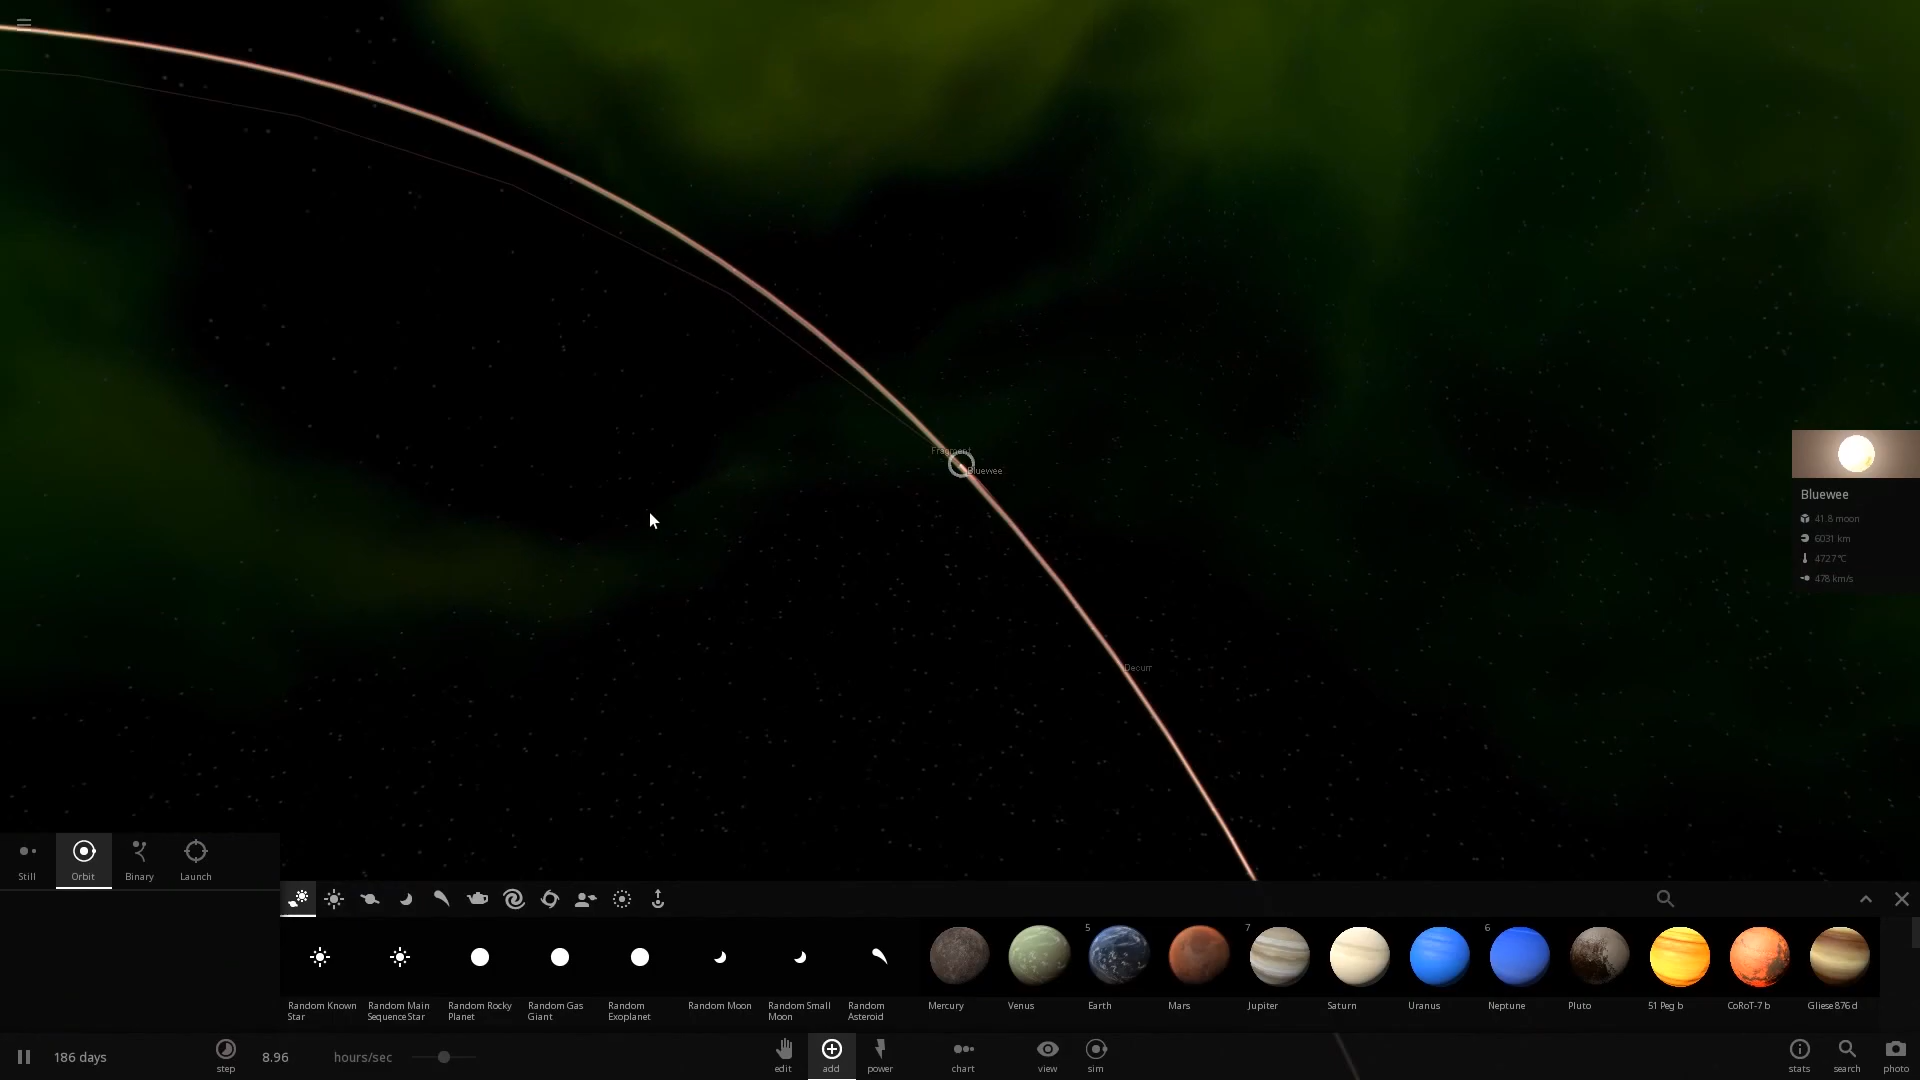 Fragment
Bluewee
Decurr
Bluewee
41.8 moon
6031 km
4727℃
478 km/s
Still
Orbit
Binary
Launch
5
7
6
Random Known
Star
Random Main
Sequence Star
Random Rocky
Planet
Random Gas
Giant
Random
Exoplanet
Random Moon
Random Small
Moon
Random
Asteroid
Mercury
Venus
Earth
Mars
Jupiter
Saturn
Uranus
Neptune
Pluto
51 Peg b
CoRoT-7 b
Gliese 876 d
186 days
step
8.96
hours/sec
edit
add
power
chart
view
sim
stats
search
photo